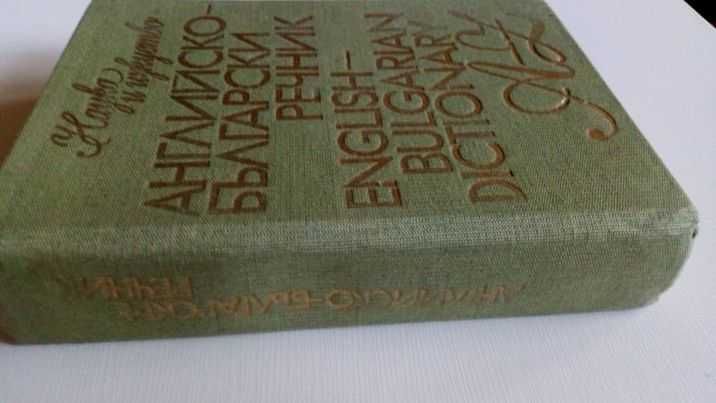 Наука
и изкуство
АНГЛИЙСКО-
БЪЛГАРСКИ
РЕЧНИК
ENGLISH-
BULGARIAN
DICTIONARY
АНГЛИЙСКО-БЪЛГАРСКИ
РЕЧНИК